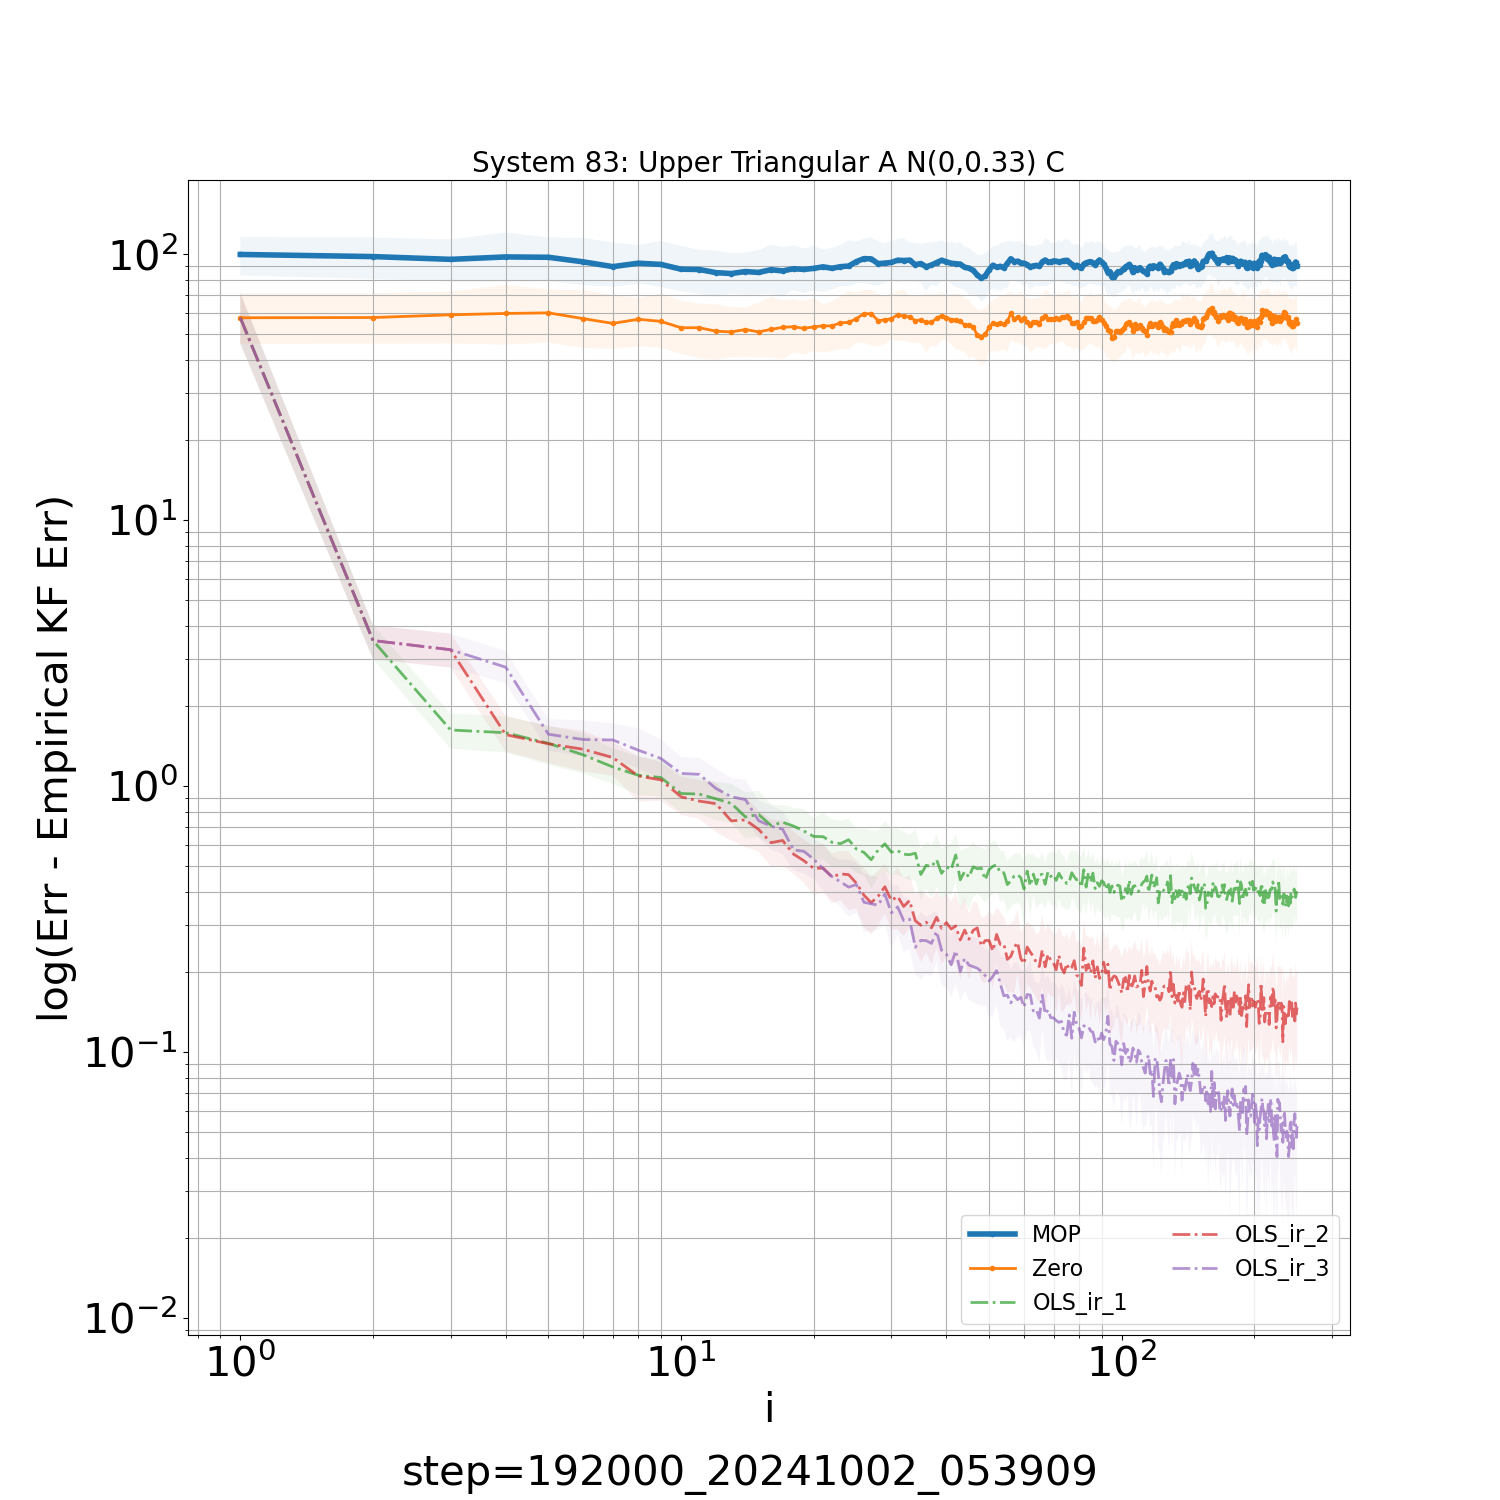 System 83: Upper Triangular A N(0,0.33) C
log(Err - Empirical KF Err)
10²
10¹
10⁰
10⁻¹
10⁻²
MOP
Zero
OLS_ir_1
OLS_ir_2
OLS_ir_3
10⁰ 10¹ 10²
i
step=192000_20241002_053909